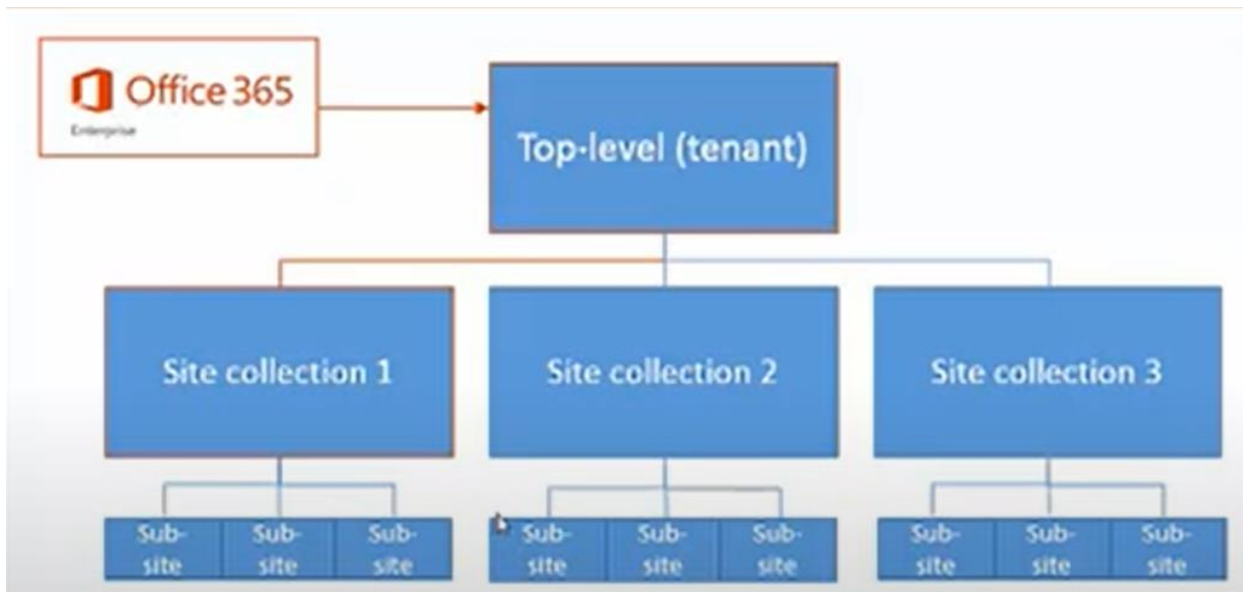 Office 365
Enterprise
Top-level (tenant)
Site collection 1
Site collection 2
Site collection 3
Sub-
site
Sub-
site
Sub-
site
Sub-
site
Sub-
site
Sub-
site
Sub-
site
Sub-
site
Sub-
site